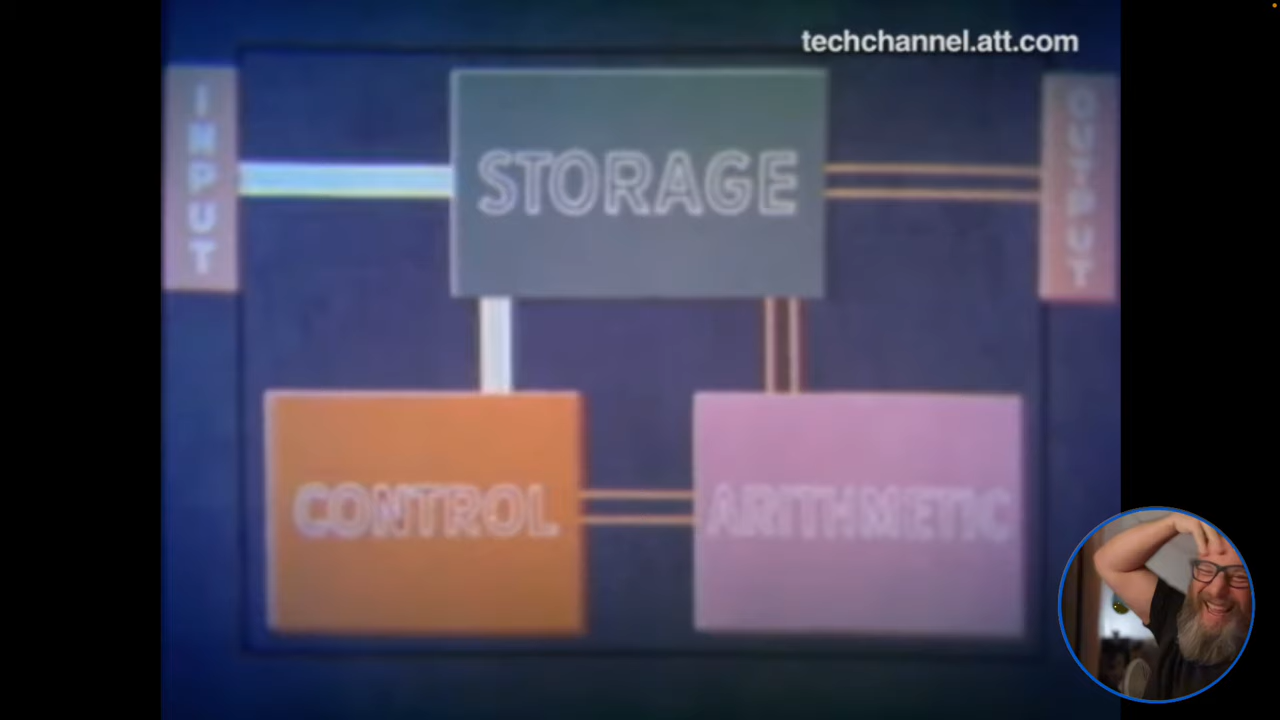 techchannel.att.com
INPUT
STORAGE
OUTPUT
CONTROL
ARITHMETIC